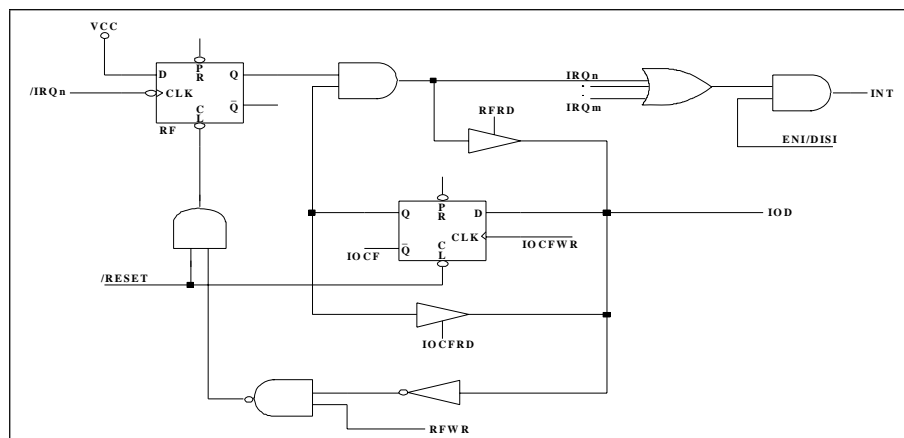 VCC
D
P
R
Q
/IRQn
CLK
C
L
Q
RF
IRQn
:
IRQm
INT
RFRD
ENI/DISI
Q
P
R
D
IOD
CLK
IOCFWR
IOCF
Q
C
L
/RESET
IOCFRD
RFWR